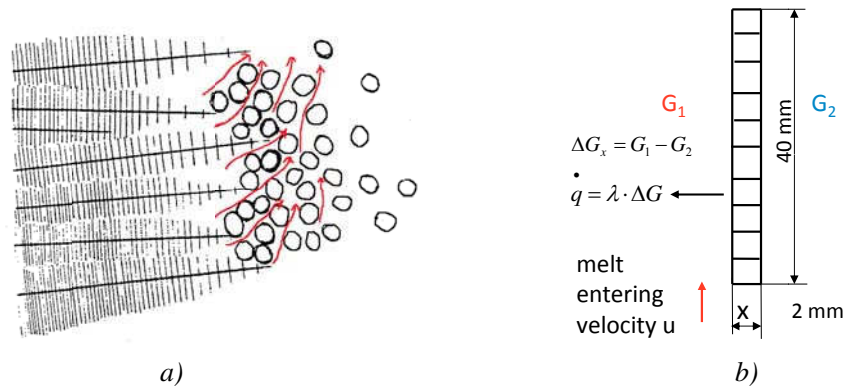 G₁
G₂
ΔGₓ = G₁ − G₂
q̇ = λ · ΔG
40 mm
melt
entering
velocity u
x
2 mm
a)
b)